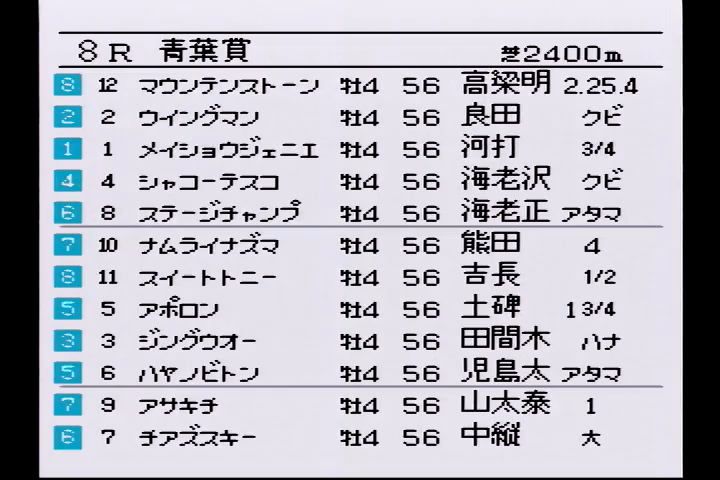 8R 青葉賞 芝2400m
8 12 マウンテンストーン 牡4 56 高梁明 2.25.4
2 2 ウイングマン 牡4 56 良田 クビ
1 1 メイショウジェニエ 牡4 56 河打 3/4
4 4 シャコーテスコ 牡4 56 海老沢 クビ
6 8 ステージチャンプ 牡4 56 海老正 アタマ
7 10 ナムライナズマ 牡4 56 熊田 4
8 11 スイートトニー 牡4 56 吉長 1/2
5 5 アポロン 牡4 56 土碑 1 3/4
3 3 ジングウオー 牡4 56 田間木 ハナ
5 6 ハヤノビトン 牡4 56 児島太 アタマ
7 9 アサキチ 牡4 56 山太泰 1
6 7 チアズスキー 牡4 56 中縦 大